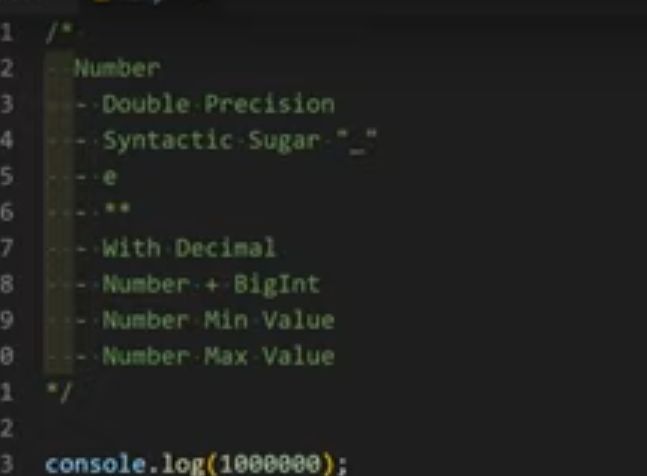 1 /*
2 Number
3 - Double Precision
4 - Syntactic Sugar "_"
5 - e
6 - **
7 - With Decimal
8 - Number + BigInt
9 - Number Min Value
0 - Number Max Value
1 */
2
3 console.log(1000000);